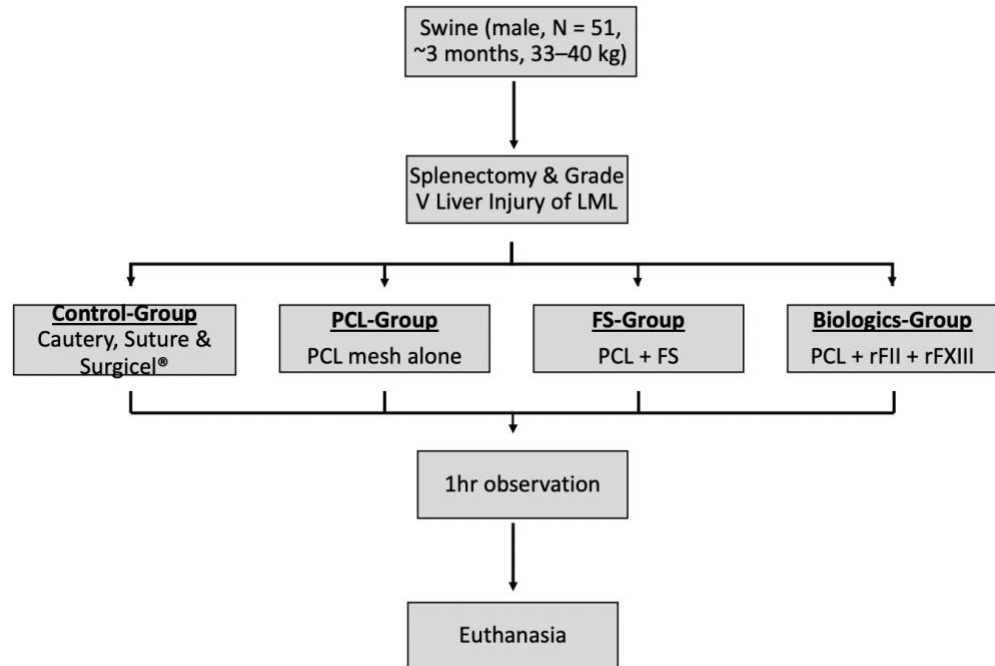 Swine (male, N = 51,
~3 months, 33–40 kg)
Splenectomy & Grade
V Liver Injury of LML
Control-Group
Cautery, Suture &
Surgicel®
PCL-Group
PCL mesh alone
FS-Group
PCL + FS
Biologics-Group
PCL + rFII + rFXIII
1hr observation
Euthanasia